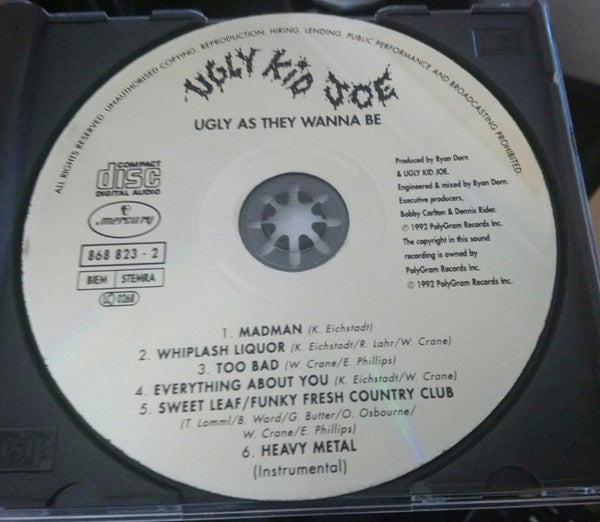 ALL RIGHTS RESERVED. UNAUTHORISED COPYING, REPRODUCTION, HIRING, LENDING, PUBLIC PERFORMANCE AND BROADCASTING PROHIBITED.
UGLY KID JOE
UGLY AS THEY WANNA BE
COMPACT
disc
DIGITAL AUDIO
mercury
868 823 - 2
BIEM STEMRA
LC 0268
Produced by Ryan Dorn
& UGLY KID JOE.
Engineered & mixed by Ryan Dorn.
Executive producers,
Bobby Carlton & Dennis Rider.
℗ 1992 PolyGram Records Inc.
The copyright in this sound
recording is owned by
PolyGram Records Inc.
© 1992 PolyGram Records Inc.
1. MADMAN (K. Eichstadt)
2. WHIPLASH LIQUOR (K. Eichstadt/R. Lahr/W. Crane)
3. TOO BAD (W. Crane/E. Phillips)
4. EVERYTHING ABOUT YOU (K. Eichstadt/W. Crane)
5. SWEET LEAF/FUNKY FRESH COUNTRY CLUB
(T. Lommi/B. Ward/G. Butter/O. Osbourne/
W. Crane/E. Phillips)
6. HEAVY METAL
(Instrumental)